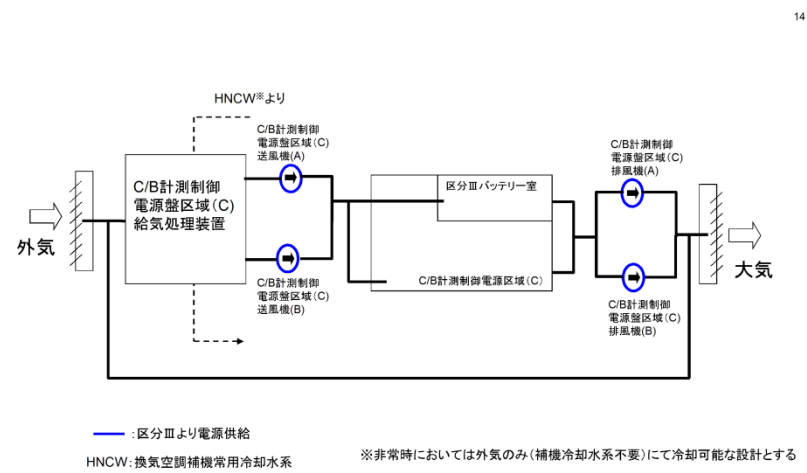 14
HNCW※より
C/B計測制御
電源盤区域(C)
送風機(A)
C/B計測制御
電源盤区域(C)
排風機(A)
C/B計測制御
電源盤区域(C)
給気処理装置
区分Ⅲバッテリー室
外気
大気
C/B計測制御
電源盤区域(C)
送風機(B)
C/B計測制御電源区域(C)
C/B計測制御
電源盤区域(C)
排風機(B)
:区分Ⅲより電源供給
HNCW:換気空調補機常用冷却水系
※非常時においては外気のみ(補機冷却水系不要)にて冷却可能な設計とする